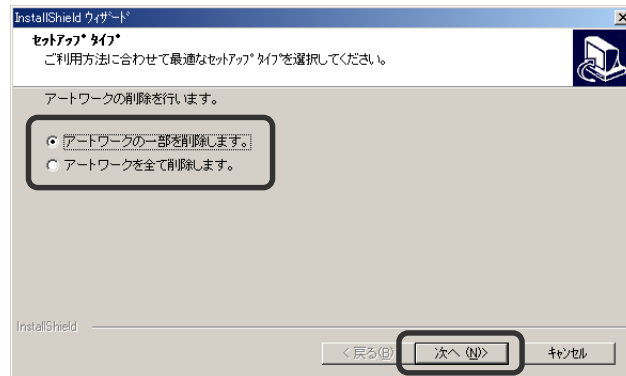 InstallShield ウィザード
セットアップ タイプ
ご利用方法に合わせて最適なセットアップ タイプを選択してください。
アートワークの削除を行います。
アートワークの一部を削除します。
アートワークを全て削除します。
InstallShield
< 戻る(B) 次へ (N)> キャンセル